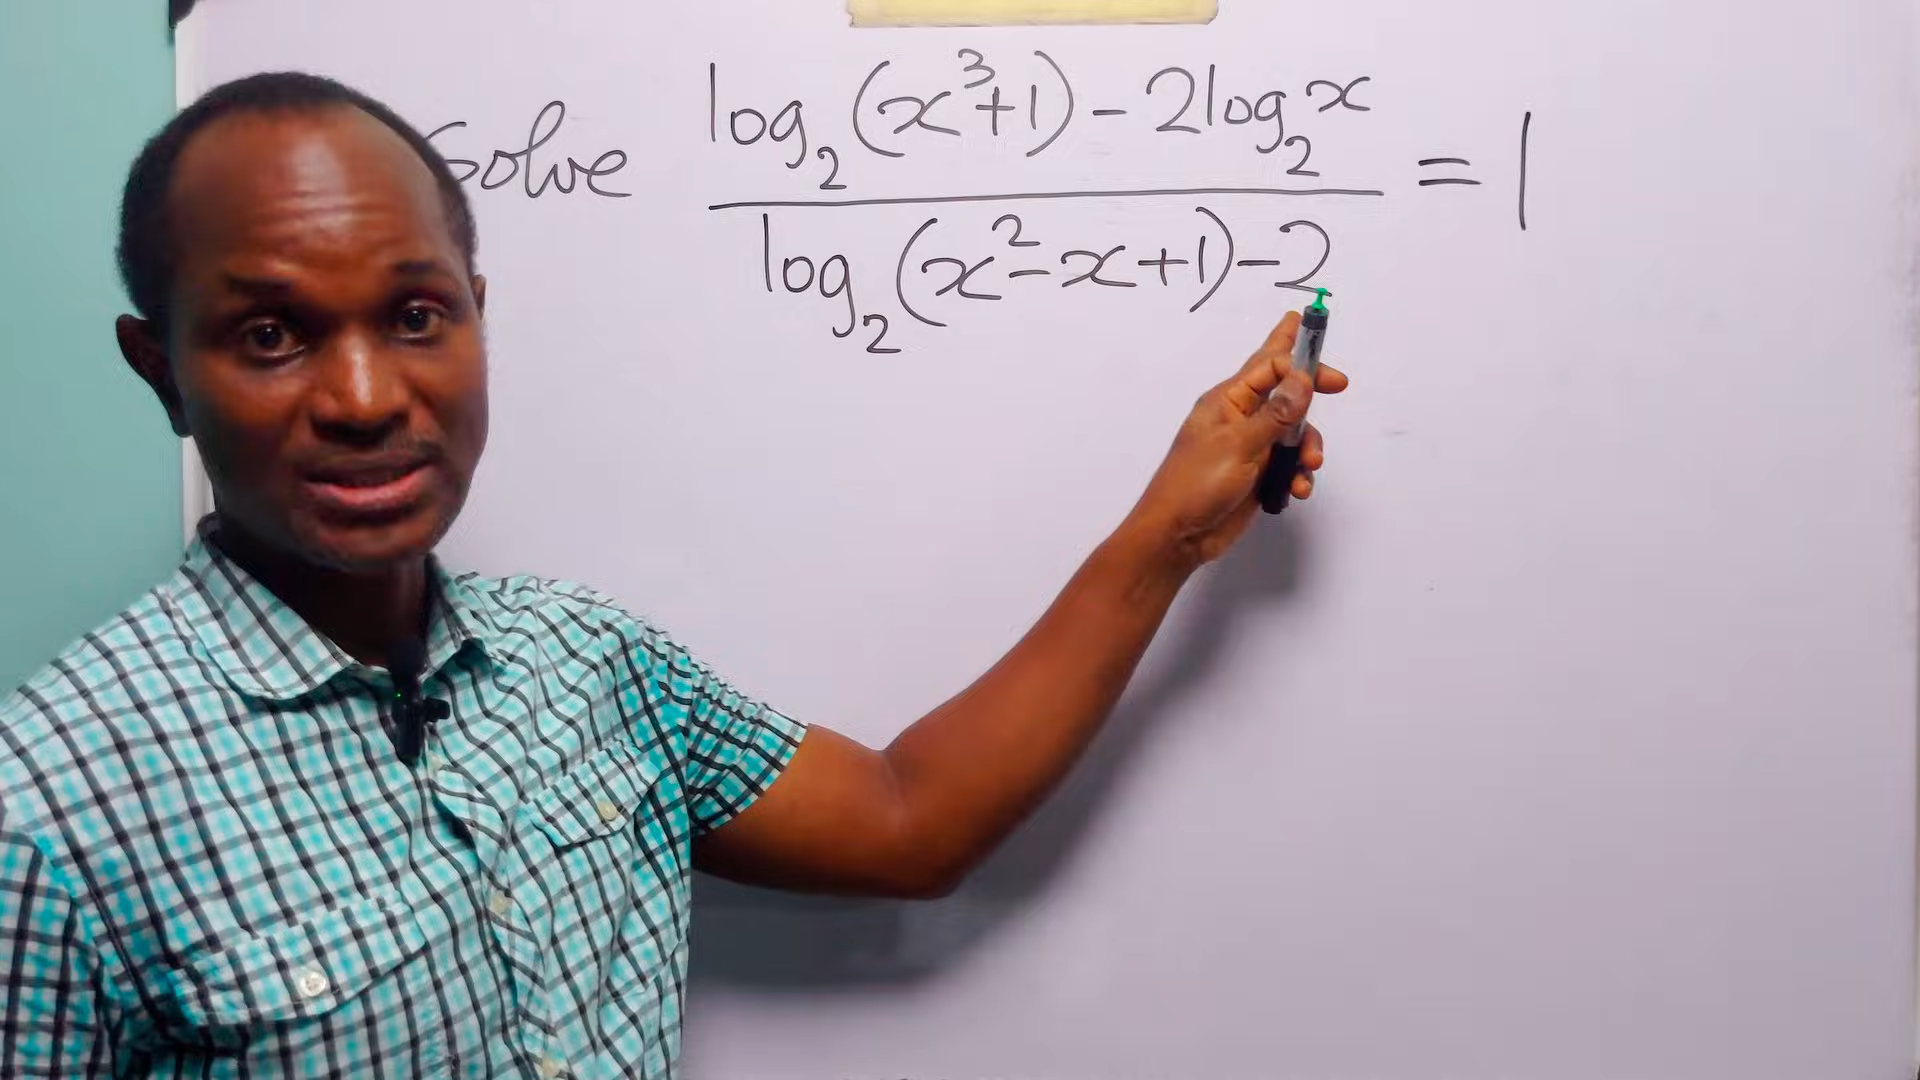 Solve log₂(x³+1) - 2log₂x = 1
log₂(x²-x+1) - 2